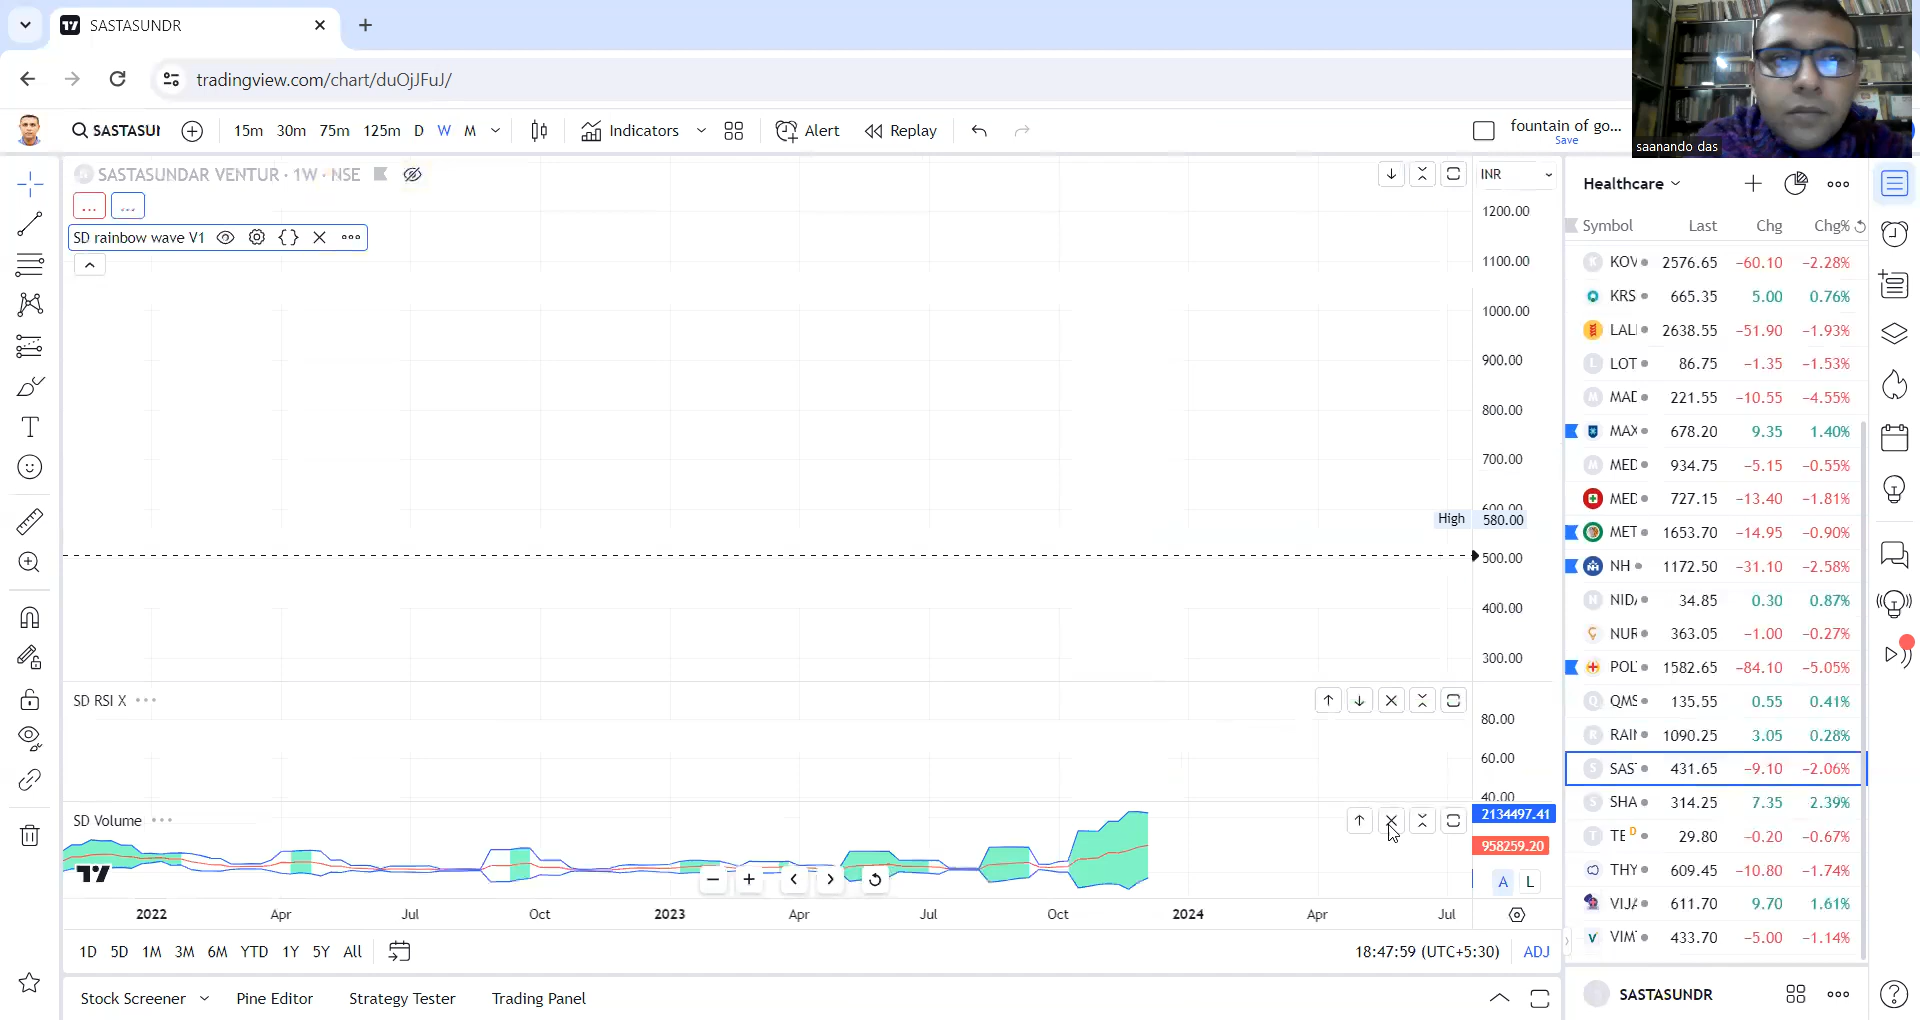 SASTASUNDR
tradingview.com/chart/duOjJFuJ/
SASTASUI
15m 30m 75m 125m D W M
Indicators
Alert
Replay
fountain of go...
Save
saanando das
SASTASUNDAR VENTUR · 1W · NSE
INR
SD rainbow wave V1
1200.00
1100.00
1000.00
900.00
800.00
700.00
600.00
High 580.00
500.00
400.00
300.00
SD RSI X
80.00
60.00
40.00
SD Volume
2134497.41
958259.20
A L
2022 Apr Jul Oct 2023 Apr Jul Oct 2024 Apr Jul
1D 5D 1M 3M 6M YTD 1Y 5Y All
18:47:59 (UTC+5:30) ADJ
Stock Screener Pine Editor Strategy Tester Trading Panel
Healthcare
Symbol Last Chg Chg%
KOV 2576.65 −60.10 −2.28%
KRS 665.35 5.00 0.76%
LAL 2638.55 −51.90 −1.93%
LOT 86.75 −1.35 −1.53%
MAD 221.55 −10.55 −4.55%
MAX 678.20 9.35 1.40%
MED 934.75 −5.15 −0.55%
MED 727.15 −13.40 −1.81%
MET 1653.70 −14.95 −0.90%
NH 1172.50 −31.10 −2.58%
NID 34.85 0.30 0.87%
NUR 363.05 −1.00 −0.27%
POL 1582.65 −84.10 −5.05%
QMS 135.55 0.55 0.41%
RAI 1090.25 3.05 0.28%
SAS 431.65 −9.10 −2.06%
SHA 314.25 7.35 2.39%
TE D 29.80 −0.20 −0.67%
THY 609.45 −10.80 −1.74%
VIJ 611.70 9.70 1.61%
VIM 433.70 −5.00 −1.14%
SASTASUNDR